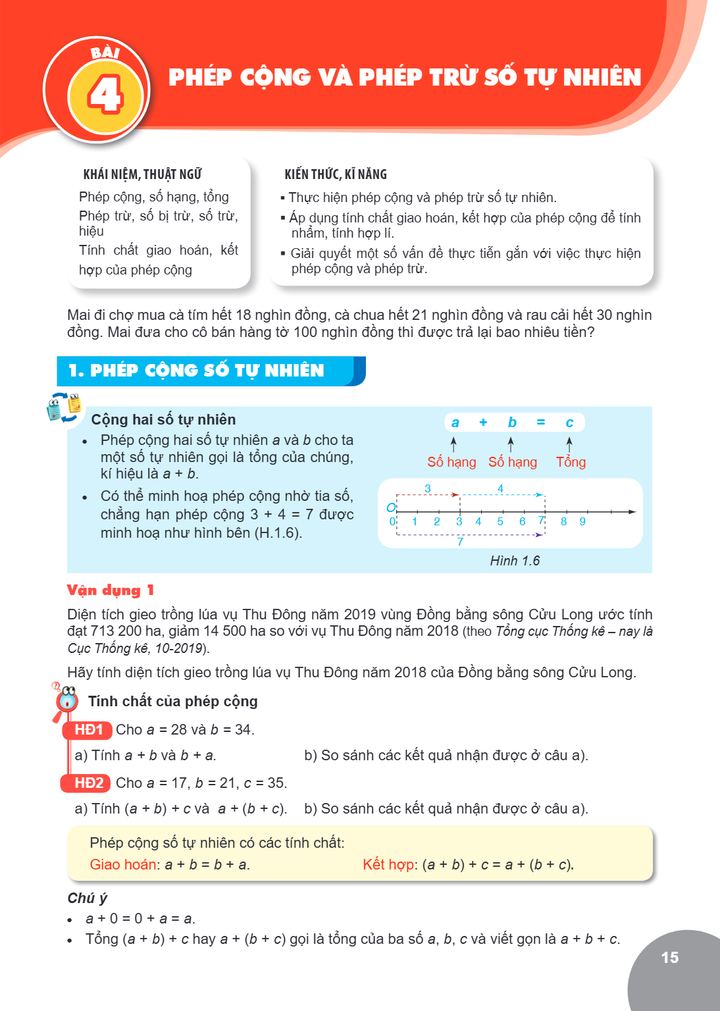 BÀI
4
PHÉP CỘNG VÀ PHÉP TRỪ SỐ TỰ NHIÊN
KHÁI NIỆM, THUẬT NGỮ
Phép cộng, số hạng, tổng
Phép trừ, số bị trừ, số trừ,
hiệu
Tính chất giao hoán, kết
hợp của phép cộng
KIẾN THỨC, KĨ NĂNG
▪ Thực hiện phép cộng và phép trừ số tự nhiên.
▪ Áp dụng tính chất giao hoán, kết hợp của phép cộng để tính
nhẩm, tính hợp lí.
▪ Giải quyết một số vấn đề thực tiễn gắn với việc thực hiện
phép cộng và phép trừ.
Mai đi chợ mua cà tím hết 18 nghìn đồng, cà chua hết 21 nghìn đồng và rau cải hết 30 nghìn
đồng. Mai đưa cho cô bán hàng tờ 100 nghìn đồng thì được trả lại bao nhiêu tiền?
1. PHÉP CỘNG SỐ TỰ NHIÊN
Cộng hai số tự nhiên
• Phép cộng hai số tự nhiên a và b cho ta
một số tự nhiên gọi là tổng của chúng,
kí hiệu là a + b.
• Có thể minh hoạ phép cộng nhờ tia số,
chẳng hạn phép cộng 3 + 4 = 7 được
minh hoạ như hình bên (H.1.6).
a + b = c
Số hạng Số hạng Tổng
3 4
O
0 1 2 3 4 5 6 7 8 9
7
Hình 1.6
Vận dụng 1
Diện tích gieo trồng lúa vụ Thu Đông năm 2019 vùng Đồng bằng sông Cửu Long ước tính
đạt 713 200 ha, giảm 14 500 ha so với vụ Thu Đông năm 2018 (theo Tổng cục Thống kê – nay là
Cục Thống kê, 10-2019).
Hãy tính diện tích gieo trồng lúa vụ Thu Đông năm 2018 của Đồng bằng sông Cửu Long.
Tính chất của phép cộng
HĐ1 Cho a = 28 và b = 34.
a) Tính a + b và b + a. b) So sánh các kết quả nhận được ở câu a).
HĐ2 Cho a = 17, b = 21, c = 35.
a) Tính (a + b) + c và a + (b + c). b) So sánh các kết quả nhận được ở câu a).
Phép cộng số tự nhiên có các tính chất:
Giao hoán: a + b = b + a. Kết hợp: (a + b) + c = a + (b + c).
Chú ý
• a + 0 = 0 + a = a.
• Tổng (a + b) + c hay a + (b + c) gọi là tổng của ba số a, b, c và viết gọn là a + b + c.
15